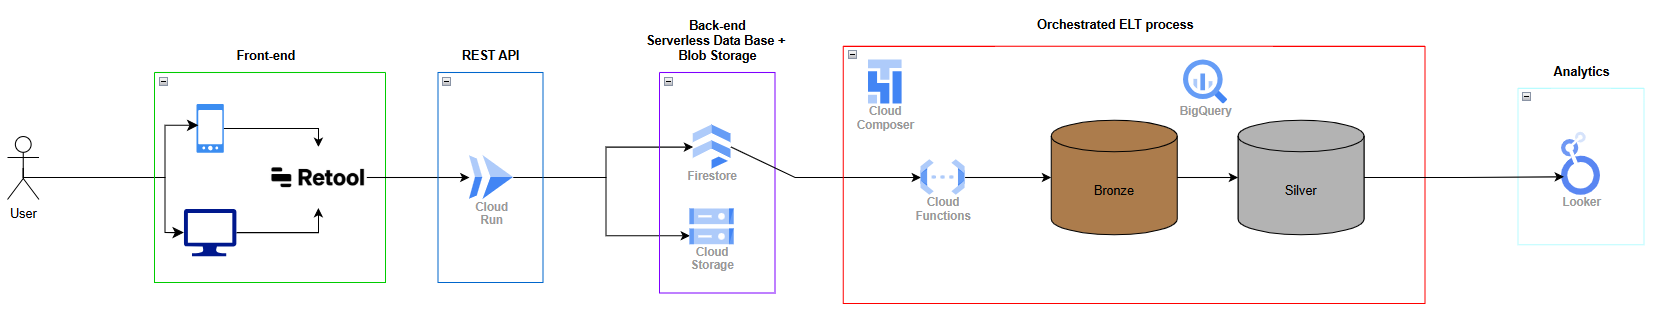 Front-end
REST API
Back-end
Serverless Data Base +
Blob Storage
Orchestrated ELT process
Analytics
User
Retool
Cloud
Run
Firestore
Cloud
Storage
Cloud
Composer
Cloud
Functions
BigQuery
Bronze
Silver
Looker